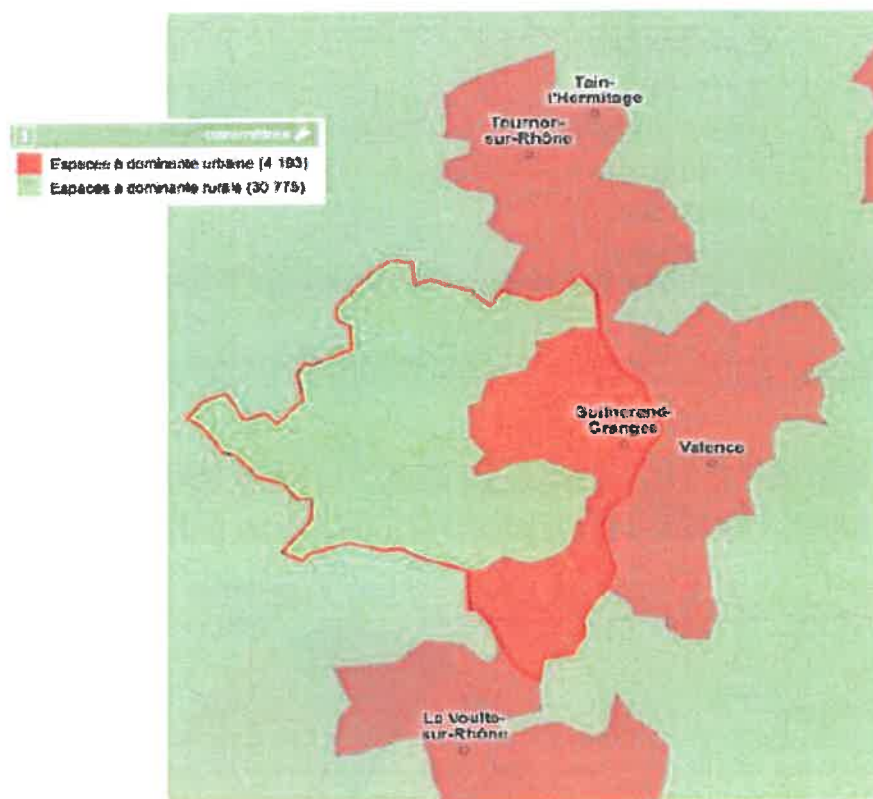 paramètres
Espaces à dominante urbaine (4 193)
Espaces à dominante rurale (30 775)
Tain-
l'Hermitage
Tournon-
sur-Rhône
Guilherand-
Granges
Valence
La Voulte-
sur-Rhône